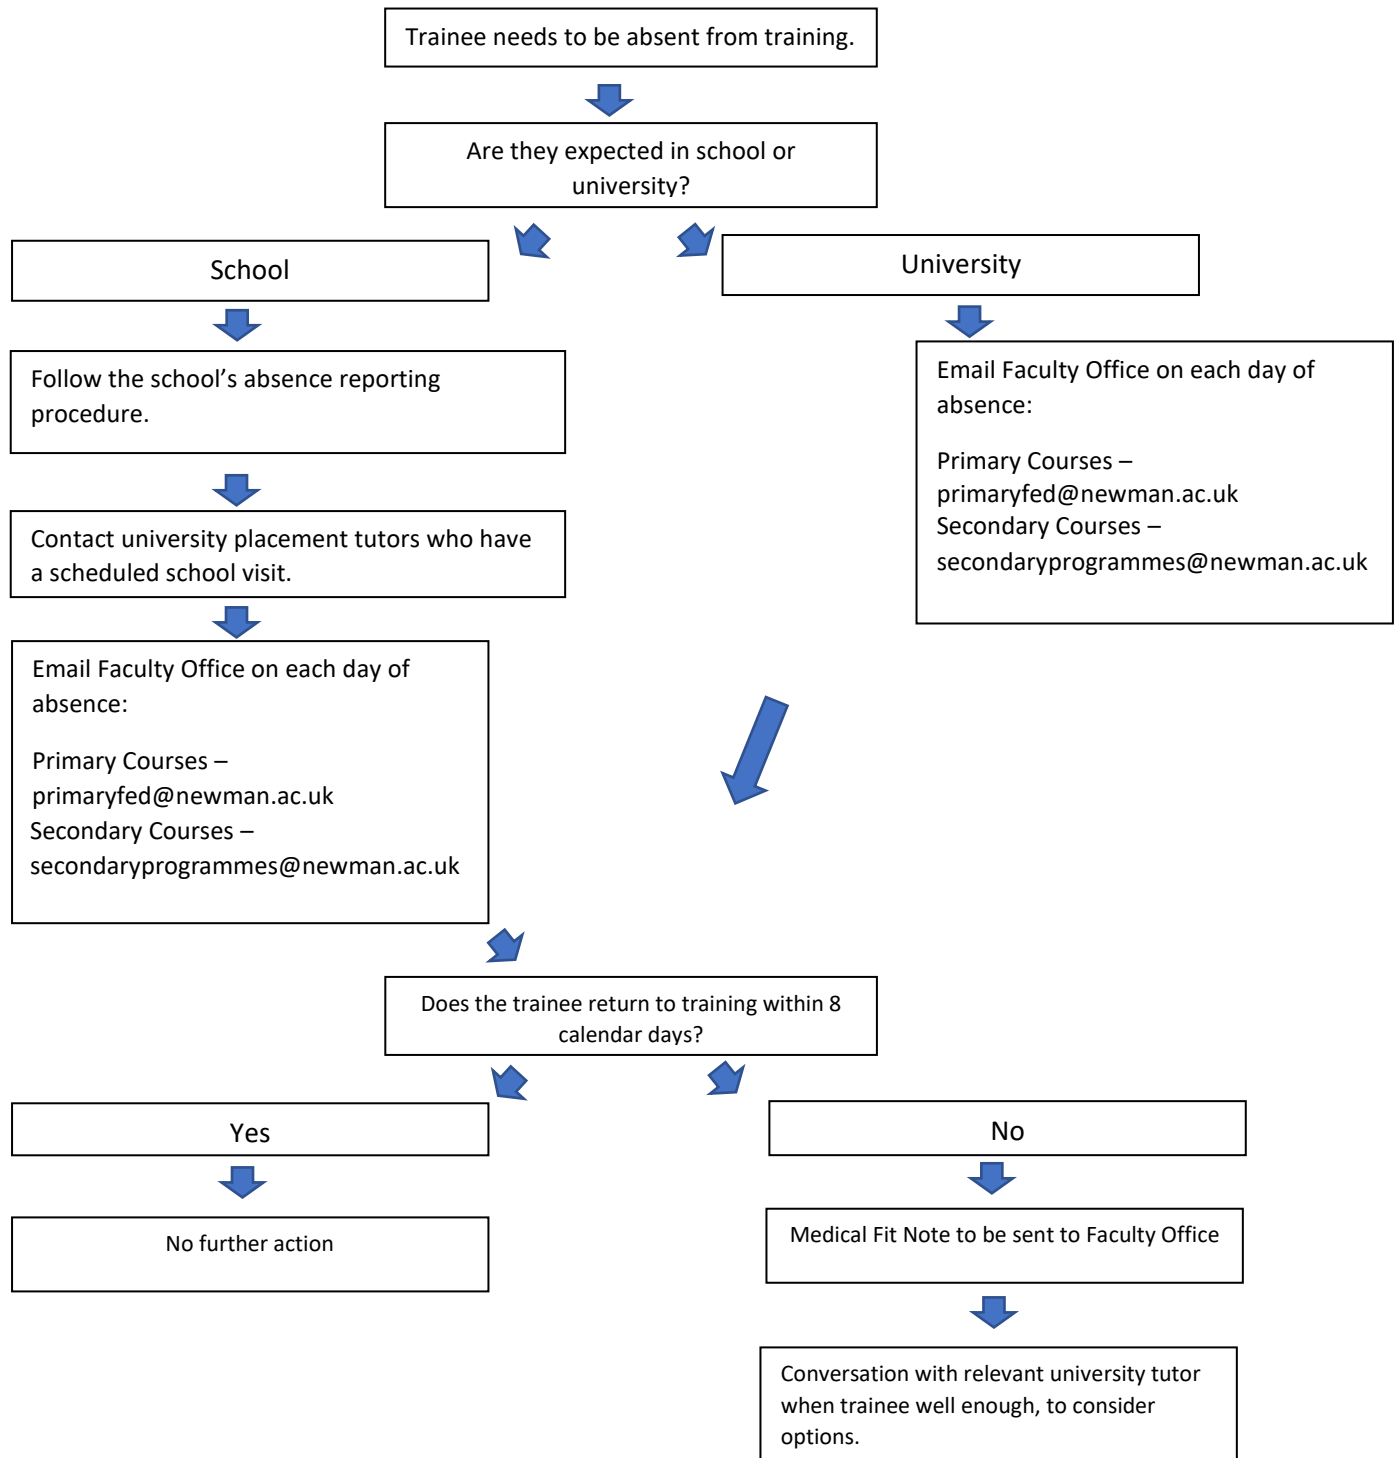 Trainee needs to be absent from training.
Are they expected in school or
university?
School
University
Follow the school’s absence reporting
procedure.
Contact university placement tutors who have
a scheduled school visit.
Email Faculty Office on each day of
absence:
Primary Courses –
primaryfed@newman.ac.uk
Secondary Courses –
secondaryprogrammes@newman.ac.uk
Email Faculty Office on each day of
absence:
Primary Courses –
primaryfed@newman.ac.uk
Secondary Courses –
secondaryprogrammes@newman.ac.uk
Does the trainee return to training within 8
calendar days?
Yes
No
No further action
Medical Fit Note to be sent to Faculty Office
Conversation with relevant university tutor
when trainee well enough, to consider
options.